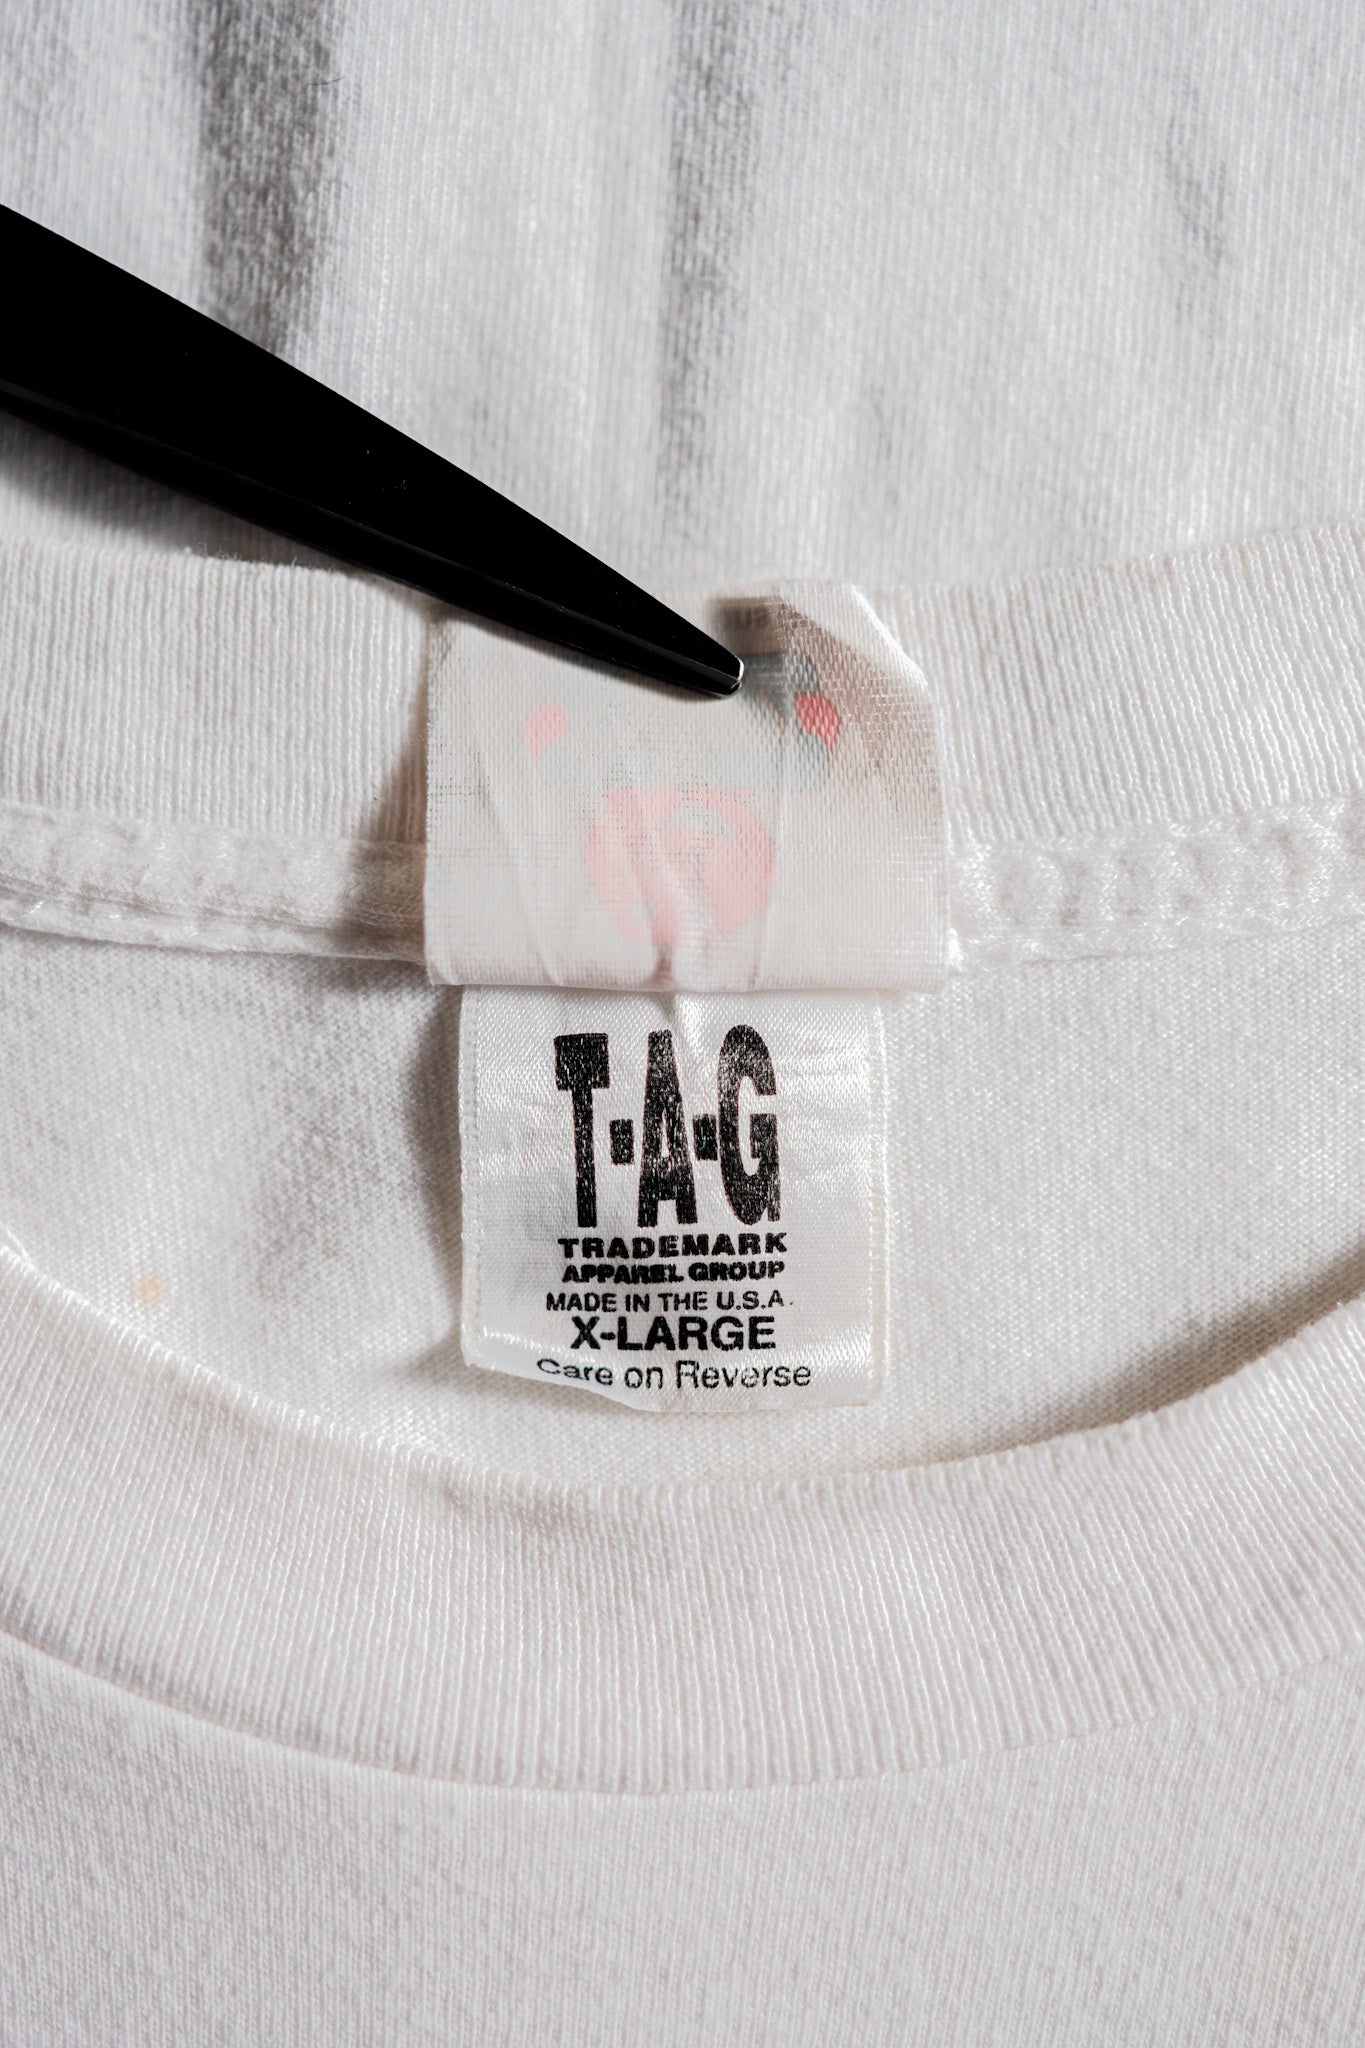 T-A-G
TRADEMARK
APPAREL GROUP
MADE IN THE U.S.A.
X-LARGE
Care on Reverse